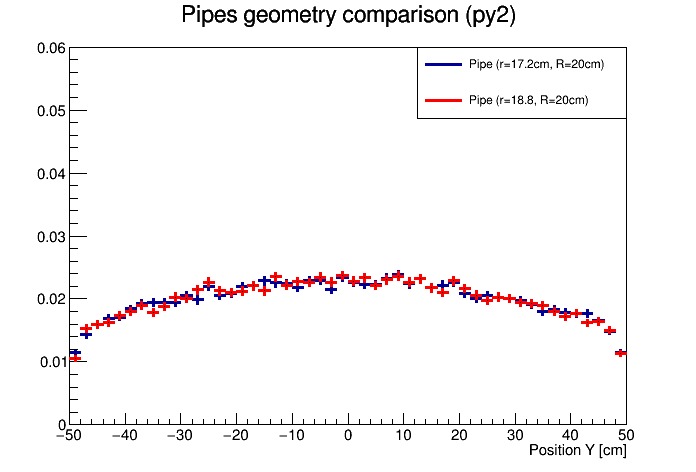 Pipes geometry comparison (py2)
0.06
Pipe (r=17.2cm, R=20cm)
Pipe (r=18.8, R=20cm)
0.05
0.04
0.03
0.02
0.01
0
−50 −40 −30 −20 −10 0 10 20 30 40 50
Position Y [cm]